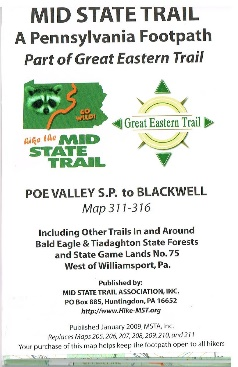 MID STATE TRAIL
A Pennsylvania Footpath
Part of Great Eastern Trail
GO
WILD!
Hike the MID
STATE
TRAIL
Great Eastern Trail
POE VALLEY S.P. to BLACKWELL
Map 311-316
Including Other Trails In and Around
Bald Eagle & Tiadaghton State Forests
and State Game Lands No. 75
West of Williamsport, Pa.
Published by:
MID STATE TRAIL ASSOCIATION, INC.
PO Box 885, Huntingdon, PA 16652
http://www.Hike-MST.org
Published January 2009, MSTA, Inc.
Replaces Maps 205, 206, 207, 208, 209, 210, and 211
Your purchase of this map helps keep the footpath open to all hikers